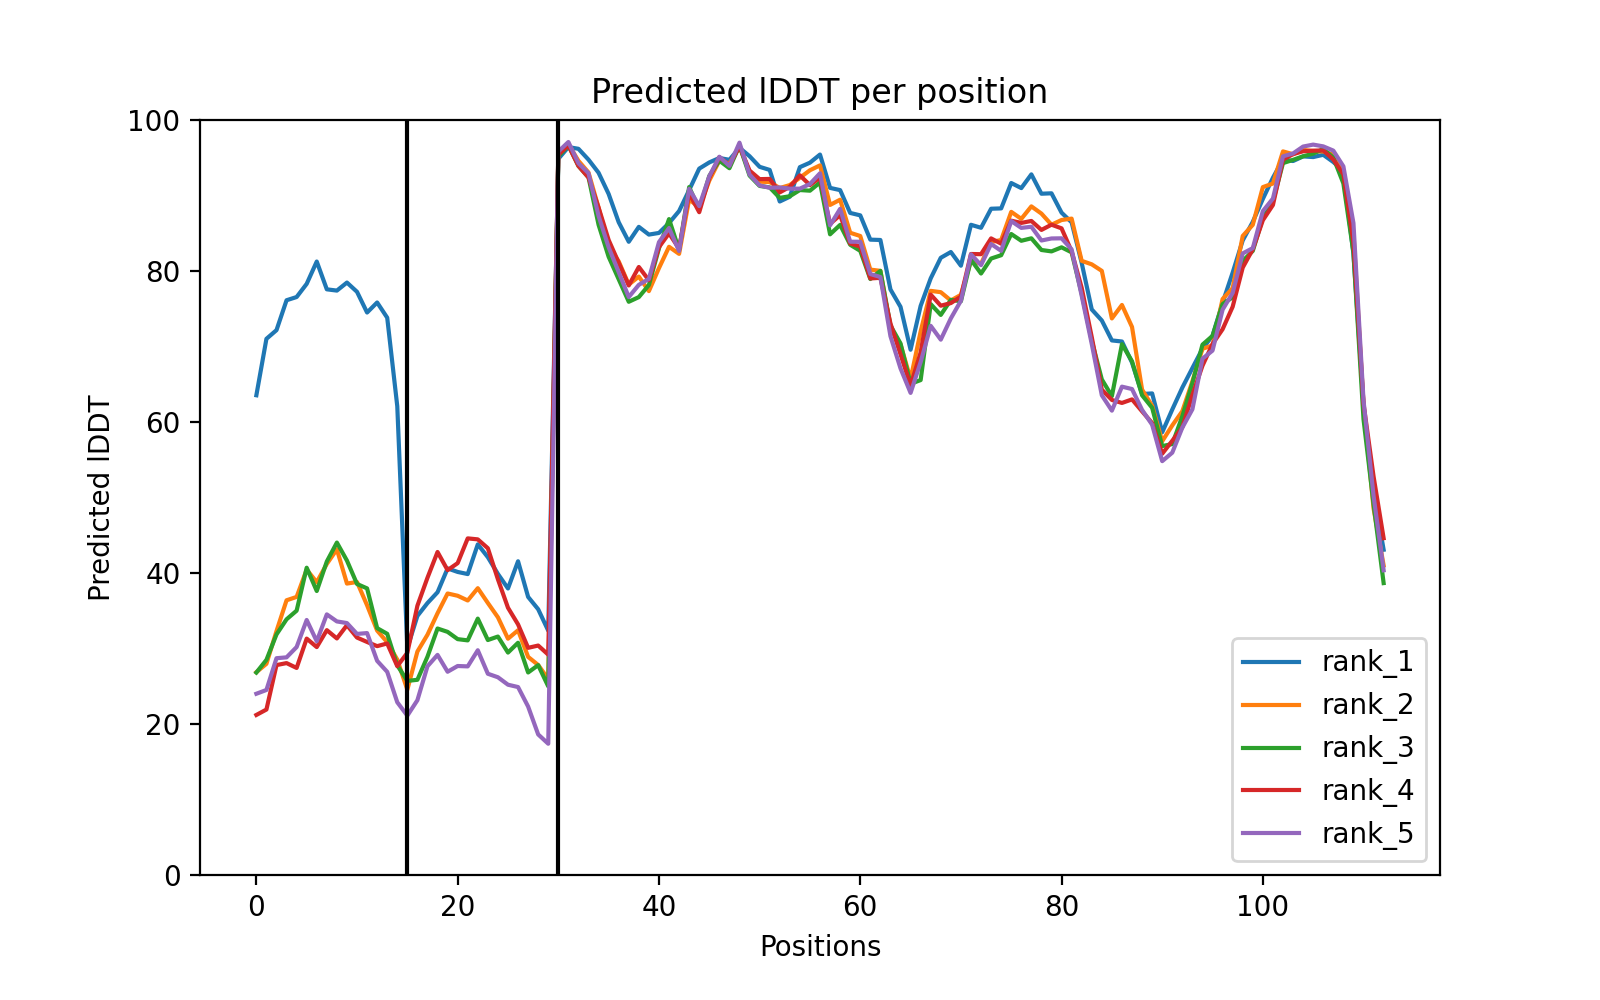 Predicted lDDT per position
100
80
60
40
20
0
Predicted lDDT
0 20 40 60 80 100
Positions
rank_1
rank_2
rank_3
rank_4
rank_5